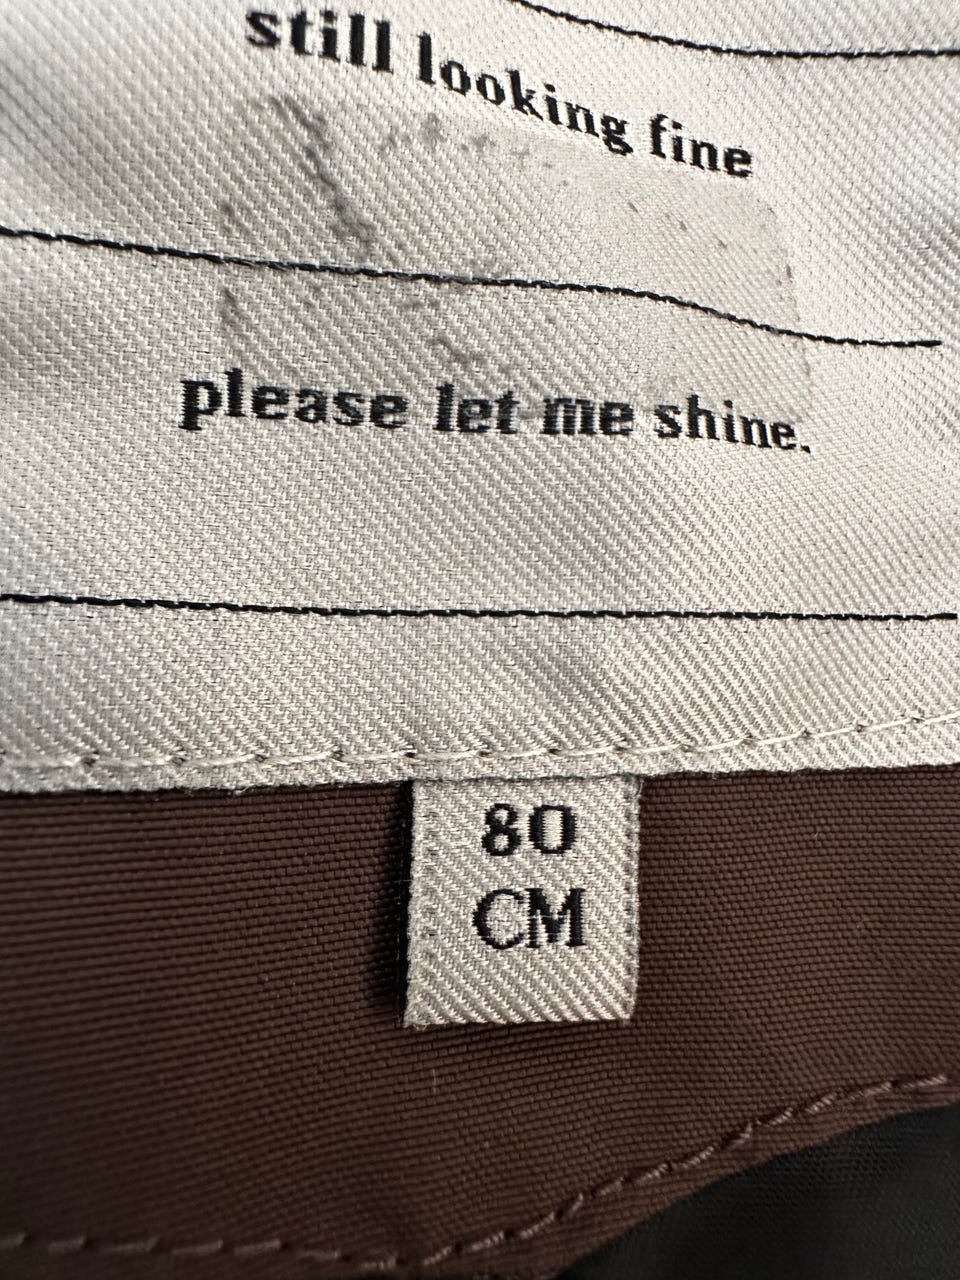 still looking fine
please let me shine.
80
CM